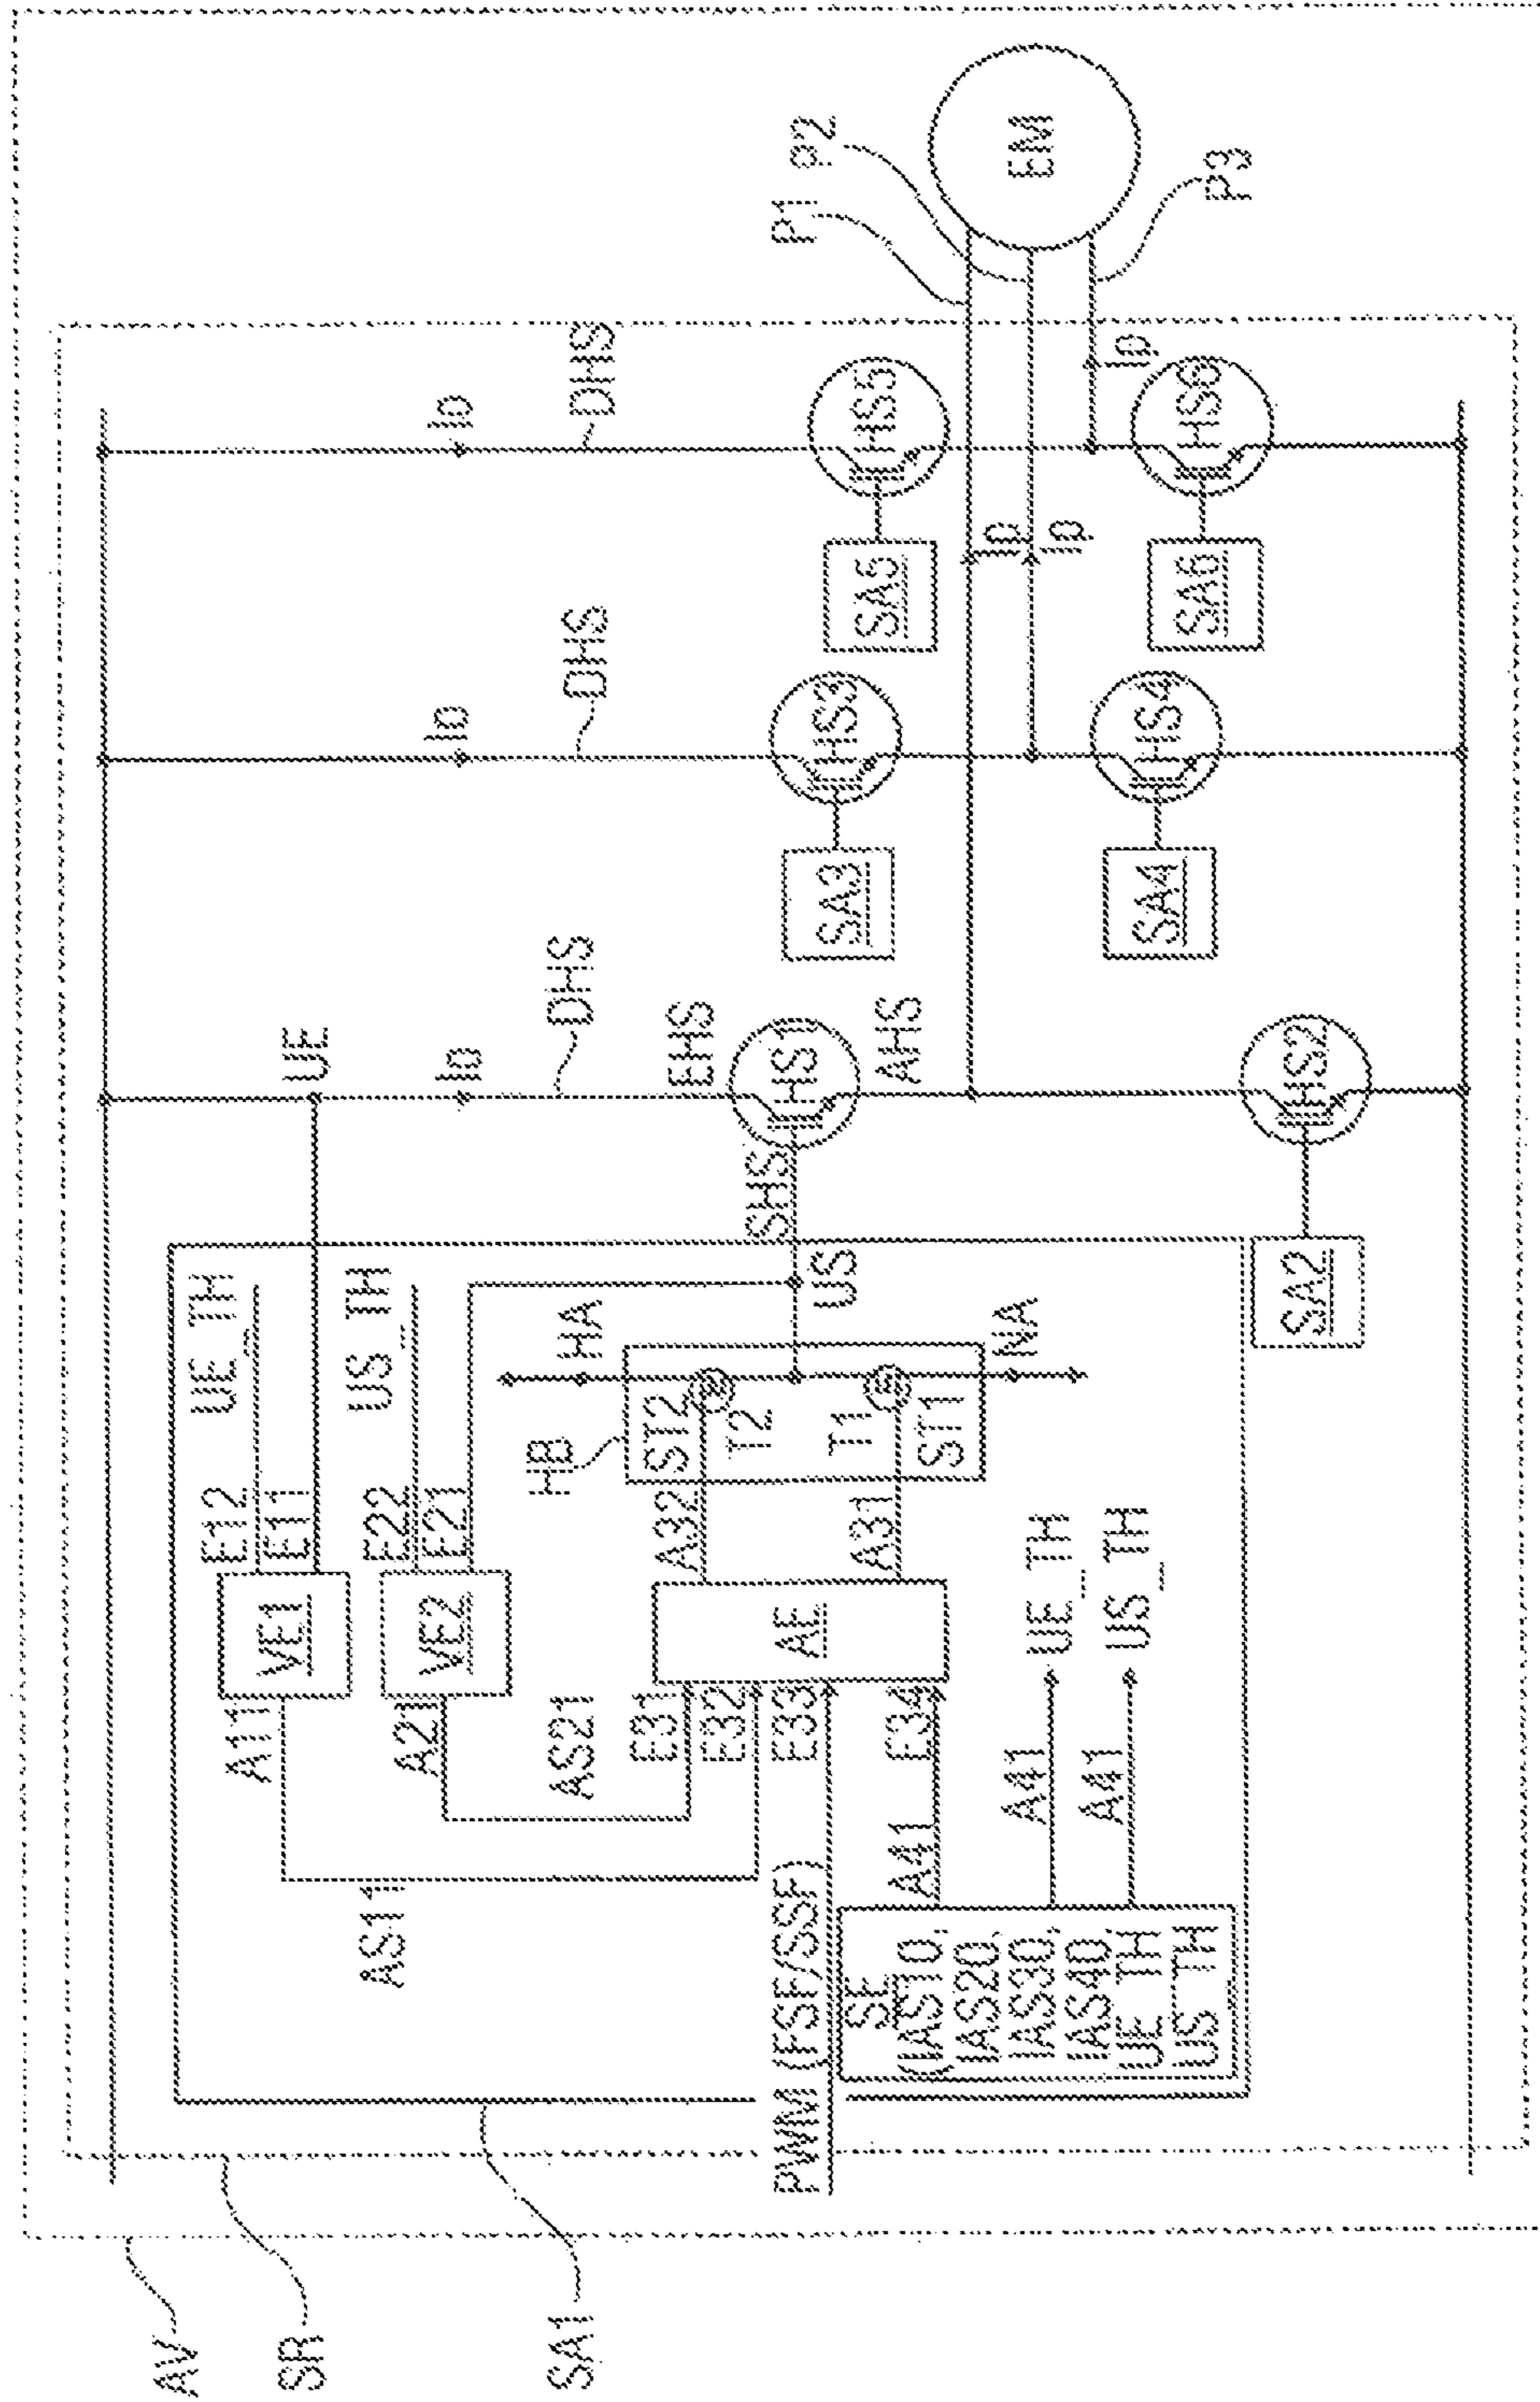 AV
SR
SA1
AS11
A11
VE1
E12
E11
UE_TH
UE
A21
VE2
E22
E21
US_TH
AS21
E31
E32
E33
E34
AE
A32
A31
HB
ST2
T2
T1
ST1
HA
NA
US
SHS
EHS
HS1
AHS
DHS
PWM (FSF/SSF)
SE
(IAS10,
IAS20,
IAS30,
IAS40,
UE_TH
US_TH
A41
A41
UE_TH
A41
US_TH
SA2
HS2
DHS
SA3
HS3
SA4
HS4
DHS
SA5
HS5
SA6
HS6
Ip
Ip
Ip
P1
P2
P3
EM